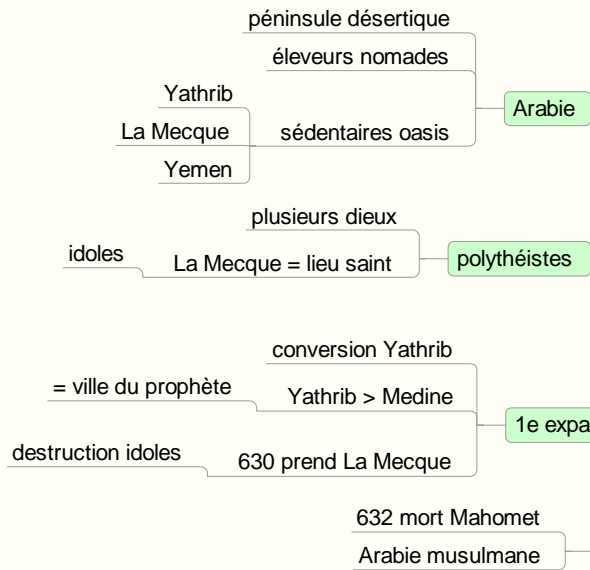 péninsule désertique
éleveurs nomades
Yathrib
La Mecque
Yemen
sédentaires oasis
Arabie
plusieurs dieux
idoles
La Mecque = lieu saint
polythéistes
conversion Yathrib
= ville du prophète
Yathrib > Medine
destruction idoles
630 prend La Mecque
1e expa
632 mort Mahomet
Arabie musulmane